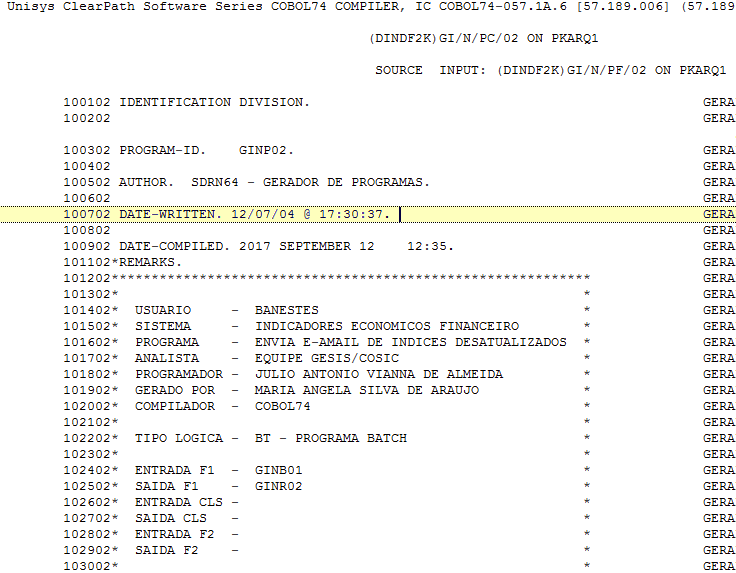 Unisys ClearPath Software Series COBOL74 COMPILER, IC COBOL74-057.1A.6 [57.189.006] (57.189
(DINDF2K)GI/N/PC/02 ON PKARQ1
SOURCE  INPUT: (DINDF2K)GI/N/PF/02 ON PKARQ1
100102 IDENTIFICATION DIVISION. GERA
100202 GERA
100302 PROGRAM-ID.    GINP02. GERA
100402 GERA
100502 AUTHOR.  SDRN64 - GERADOR DE PROGRAMAS. GERA
100602 GERA
100702 DATE-WRITTEN. 12/07/04 @ 17:30:37. GERA
100802 GERA
100902 DATE-COMPILED. 2017 SEPTEMBER 12    12:35. GERA
101102*REMARKS. GERA
101202************************************************************ GERA
101302* * GERA
101402*  USUARIO     -  BANESTES * GERA
101502*  SISTEMA     -  INDICADORES ECONOMICOS FINANCEIRO * GERA
101602*  PROGRAMA    -  ENVIA E-AMAIL DE INDICES DESATUALIZADOS  * GERA
101702*  ANALISTA    -  EQUIPE GESIS/COSIC * GERA
101802*  PROGRAMADOR -  JULIO ANTONIO VIANNA DE ALMEIDA * GERA
101902*  GERADO POR  -  MARIA ANGELA SILVA DE ARAUJO * GERA
102002*  COMPILADOR  -  COBOL74 * GERA
102102* * GERA
102202*  TIPO LOGICA -  BT - PROGRAMA BATCH * GERA
102302* * GERA
102402*  ENTRADA F1  -  GINB01 * GERA
102502*  SAIDA F1    -  GINR02 * GERA
102602*  ENTRADA CLS - * GERA
102702*  SAIDA CLS   - * GERA
102802*  ENTRADA F2  - * GERA
102902*  SAIDA F2    - * GERA
103002* * GERA